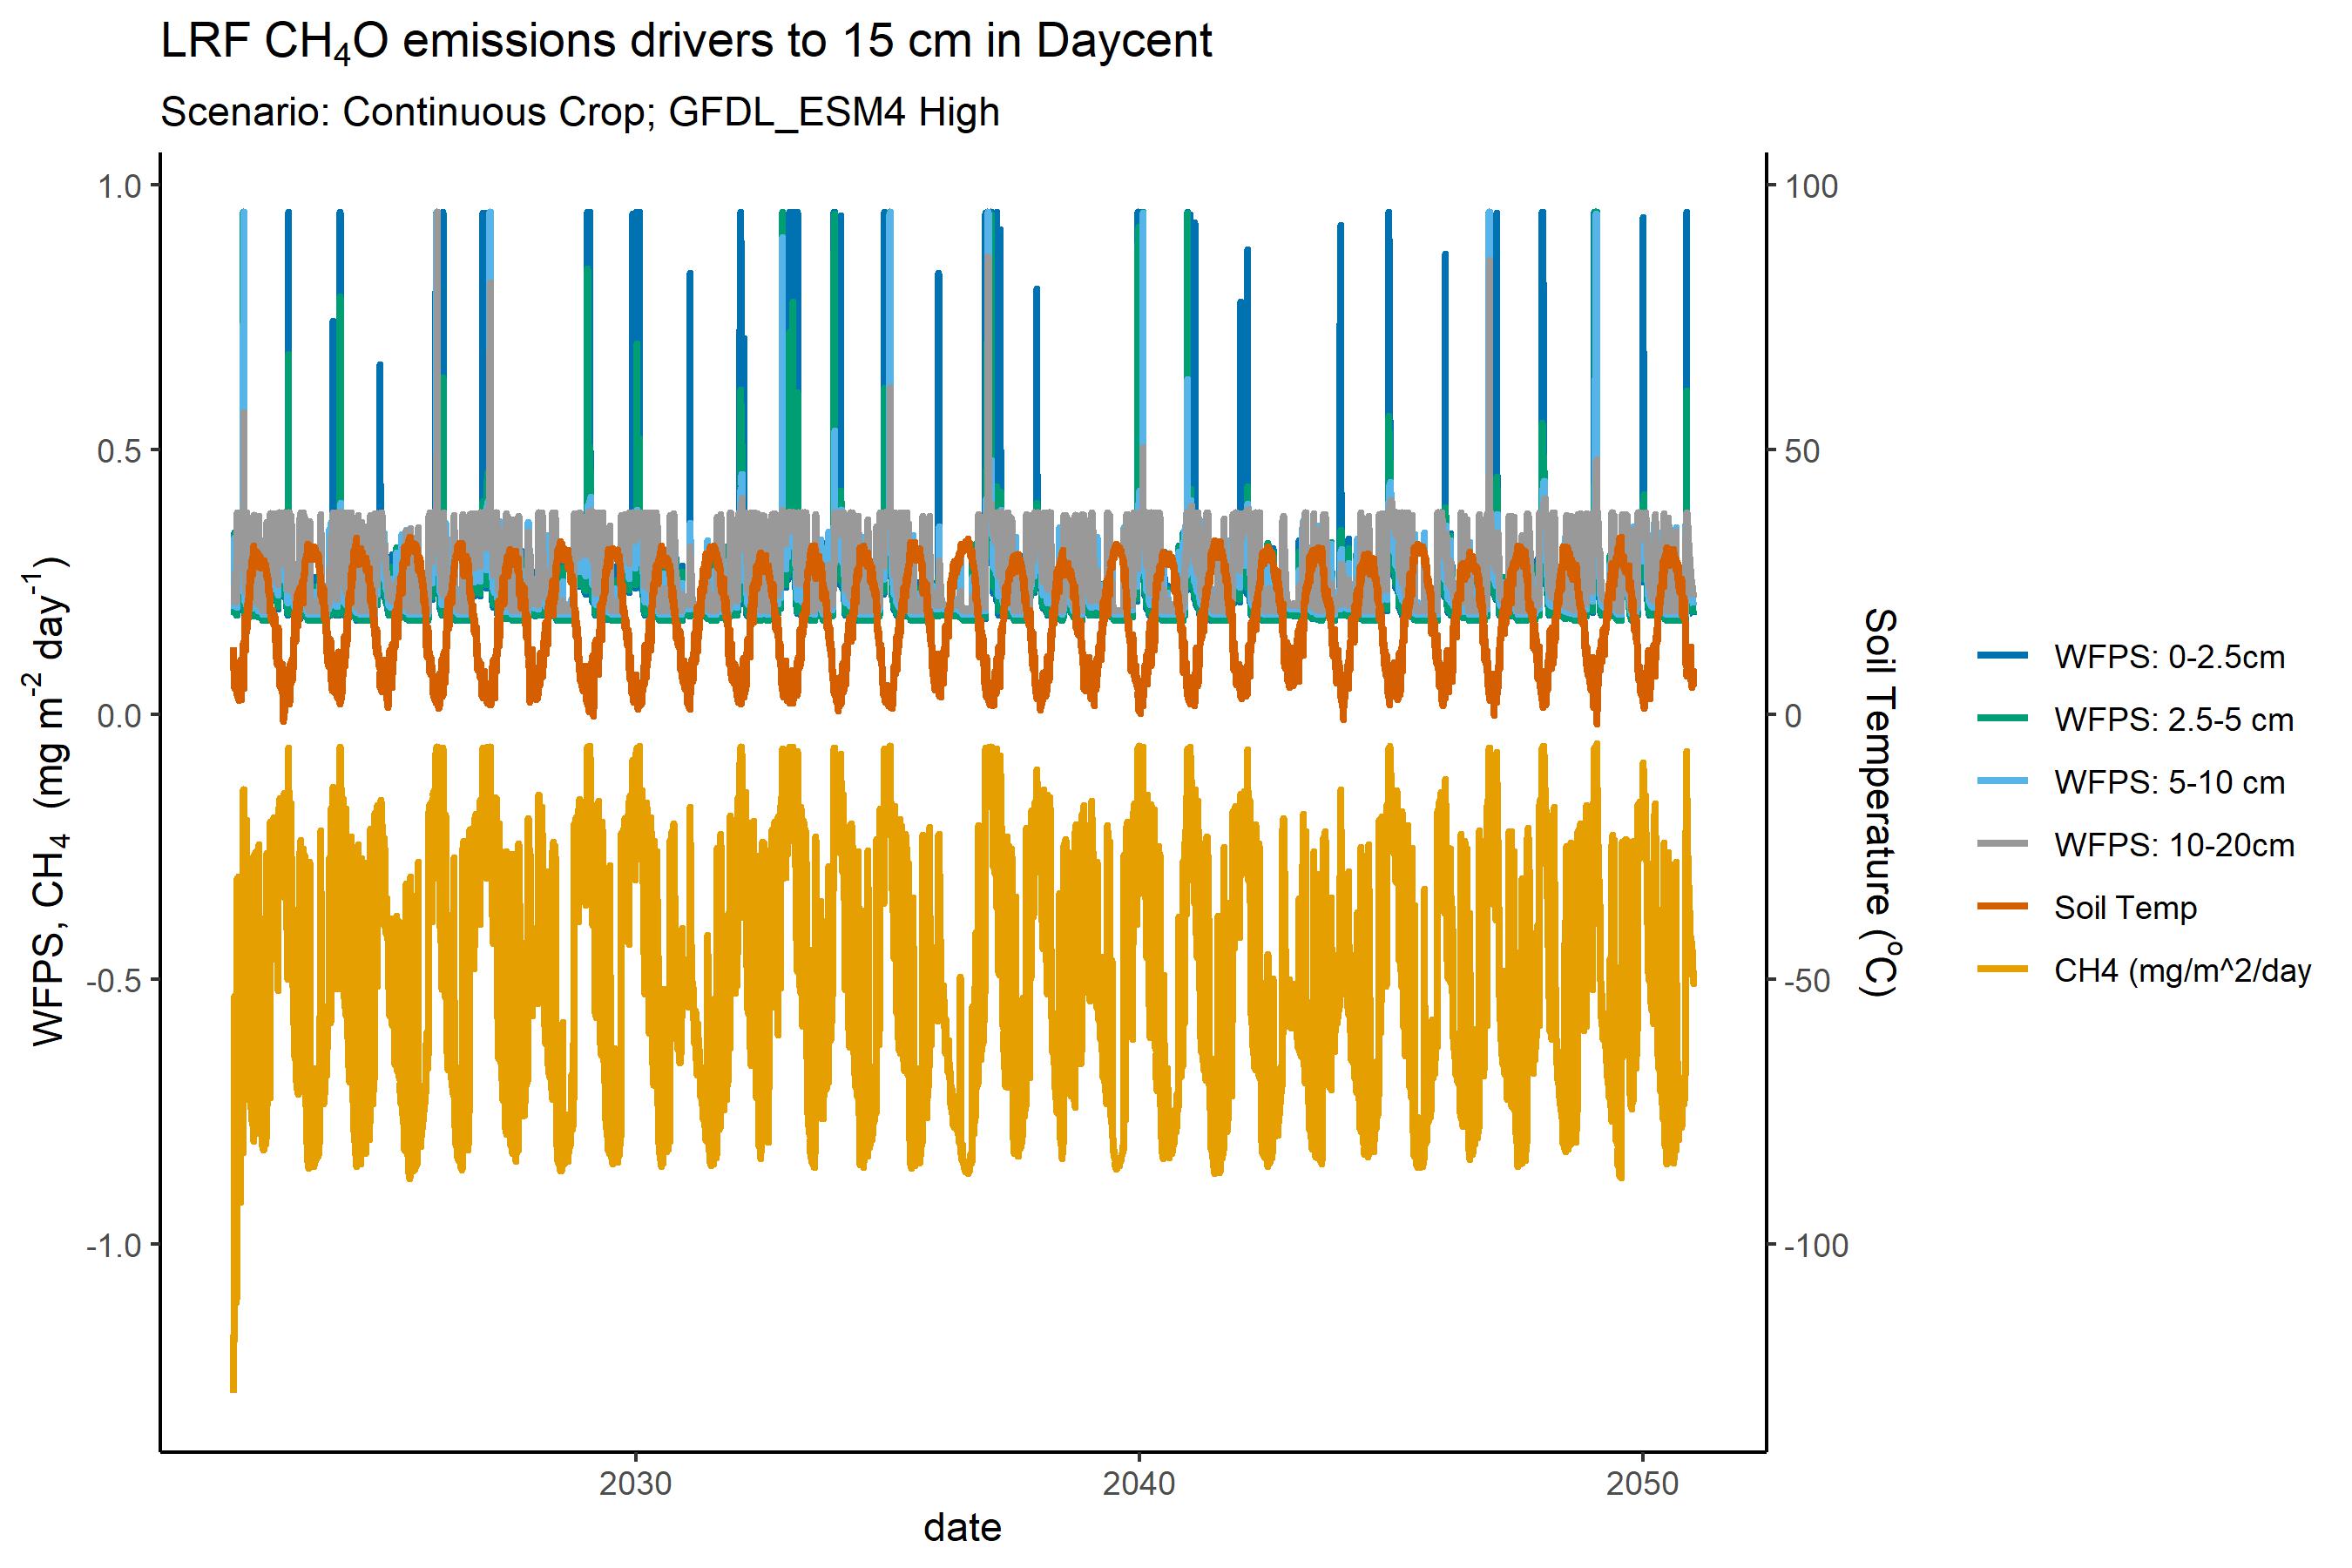 LRF CH₄O emissions drivers to 15 cm in Daycent
Scenario: Continuous Crop; GFDL_ESM4 High
1.0
0.5
0.0
-0.5
-1.0
WFPS, CH₄ (mg m⁻² day⁻¹)
100
50
0
-50
-100
Soil Temperature (°C)
2030 2040 2050
date
WFPS: 0-2.5cm
WFPS: 2.5-5 cm
WFPS: 5-10 cm
WFPS: 10-20cm
Soil Temp
CH4 (mg/m^2/day